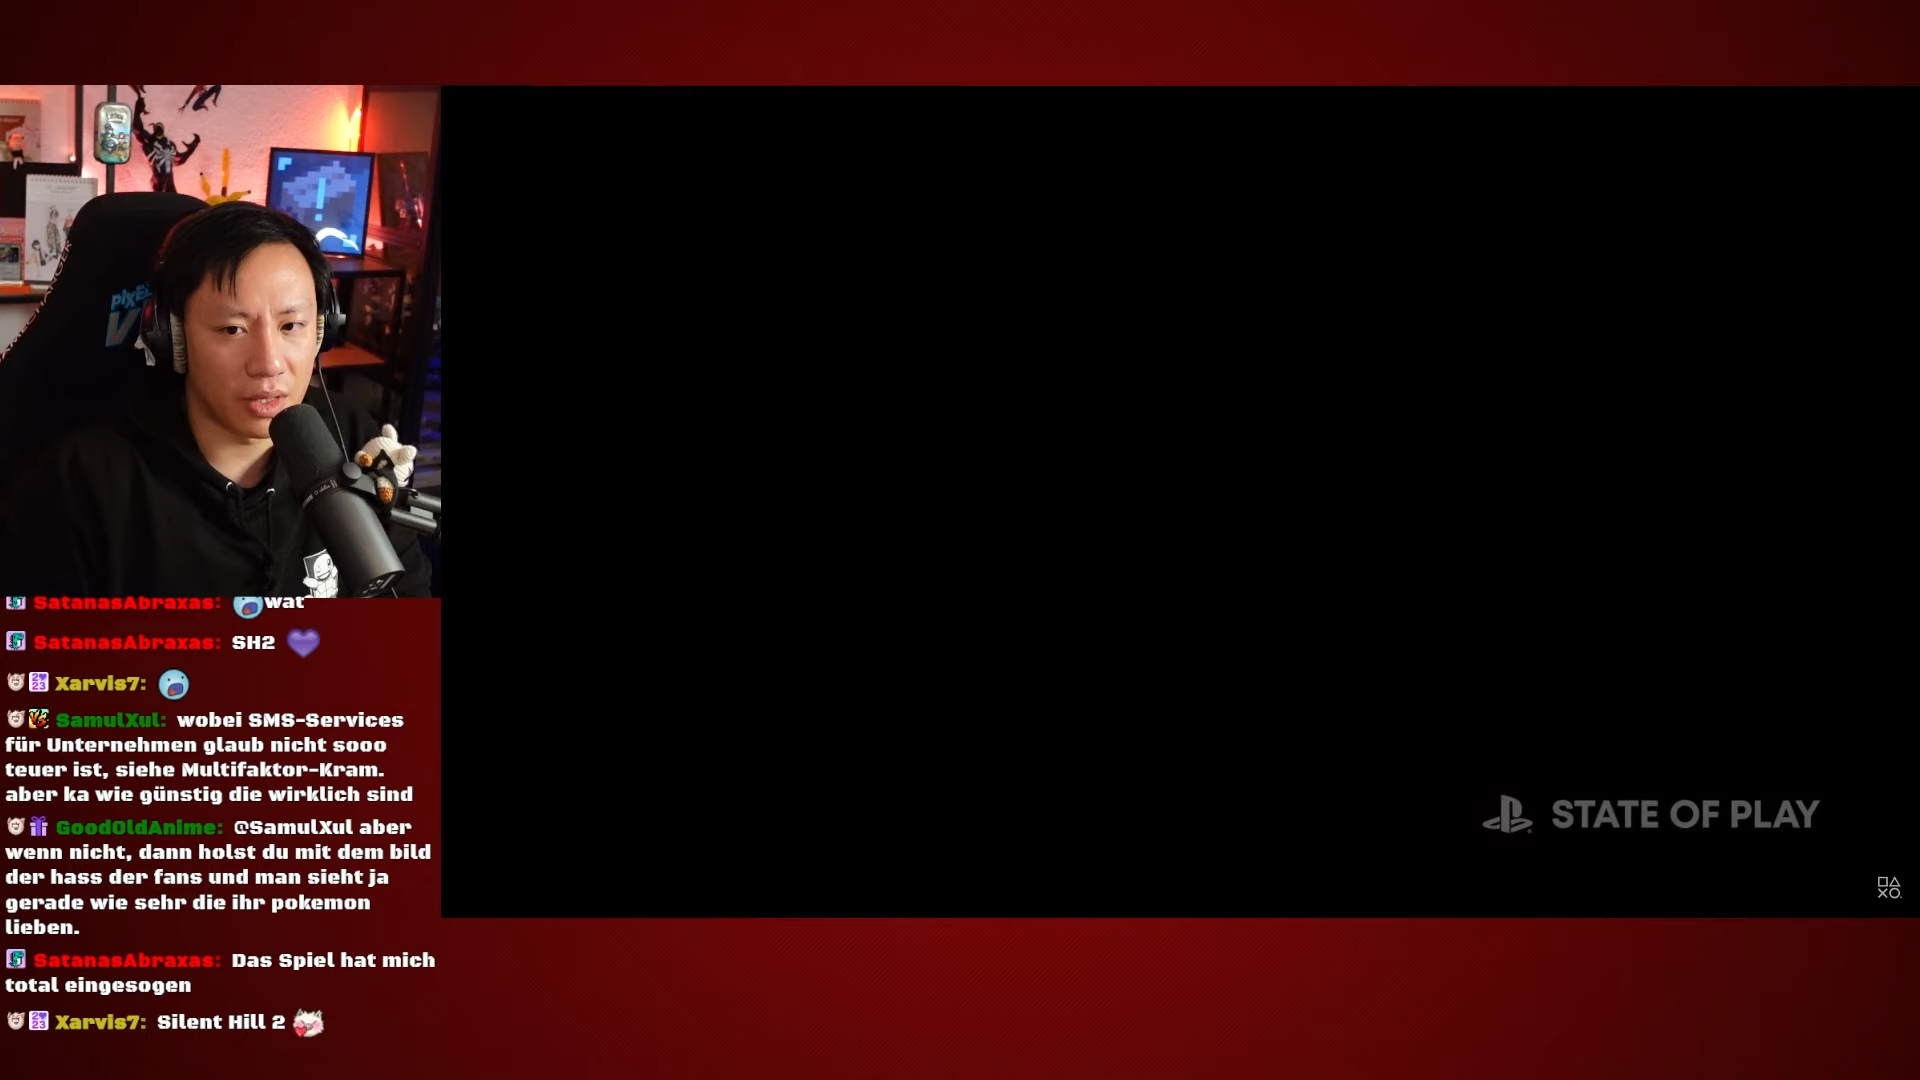 SatanasAbraxas: wat
SatanasAbraxas: SH2
Xarvis7:
SamulXul: wobei SMS-Services
für Unternehmen glaub nicht sooo
teuer ist, siehe Multifaktor-Kram.
aber ka wie günstig die wirklich sind
GoodOldAnime: @SamulXul aber
wenn nicht, dann holst du mit dem bild
der hass der fans und man sieht ja
gerade wie sehr die ihr pokemon
lieben.
SatanasAbraxas: Das Spiel hat mich
total eingesogen
Xarvis7: Silent Hill 2
STATE OF PLAY